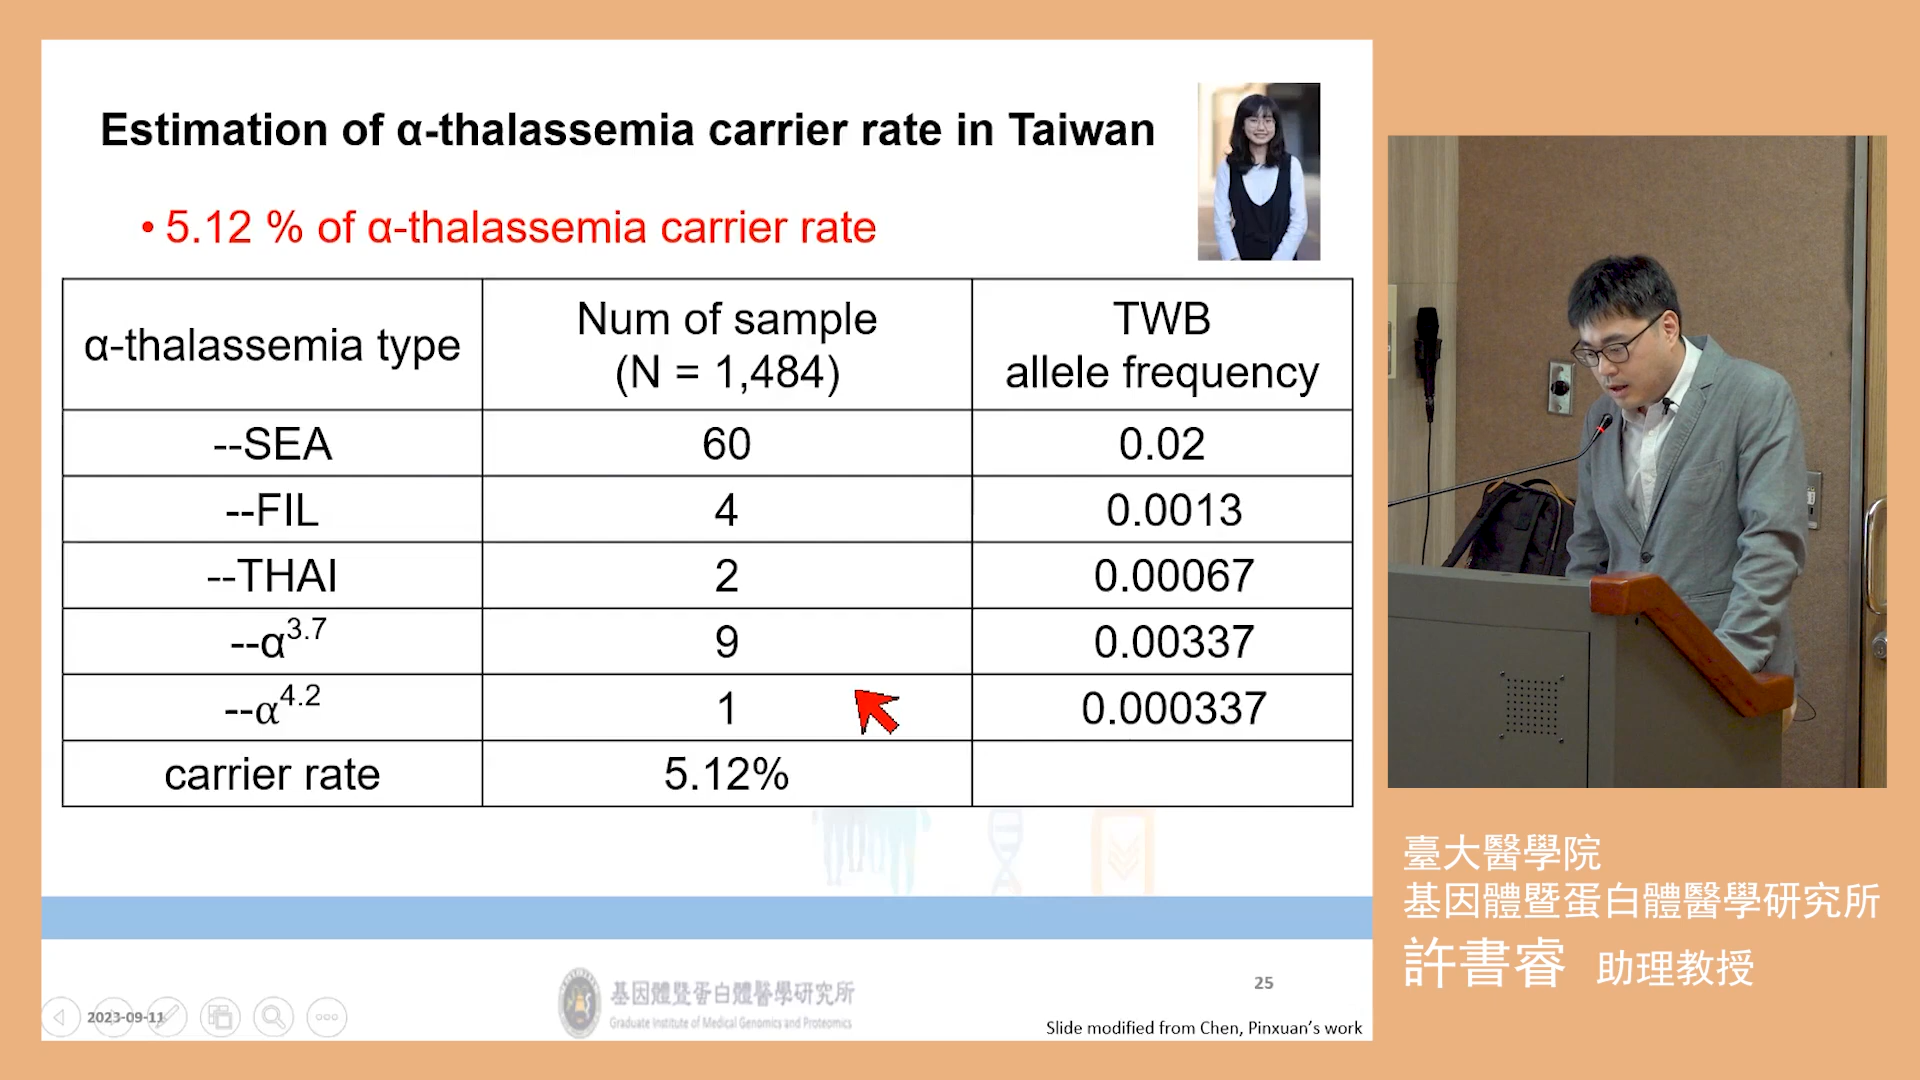 Estimation of α-thalassemia carrier rate in Taiwan
• 5.12 % of α-thalassemia carrier rate
α-thalassemia type
Num of sample
(N = 1,484)
TWB
allele frequency
--SEA 60 0.02
--FIL 4 0.0013
--THAI 2 0.00067
--α3.7 9 0.00337
--α4.2 1 0.000337
carrier rate 5.12%
2023-09-11
基因體暨蛋白體醫學研究所
Graduate Institute of Medical Genomics and Proteomics
25
Slide modified from Chen, Pinxuan’s work
臺大醫學院
基因體暨蛋白體醫學研究所
許書睿 助理教授